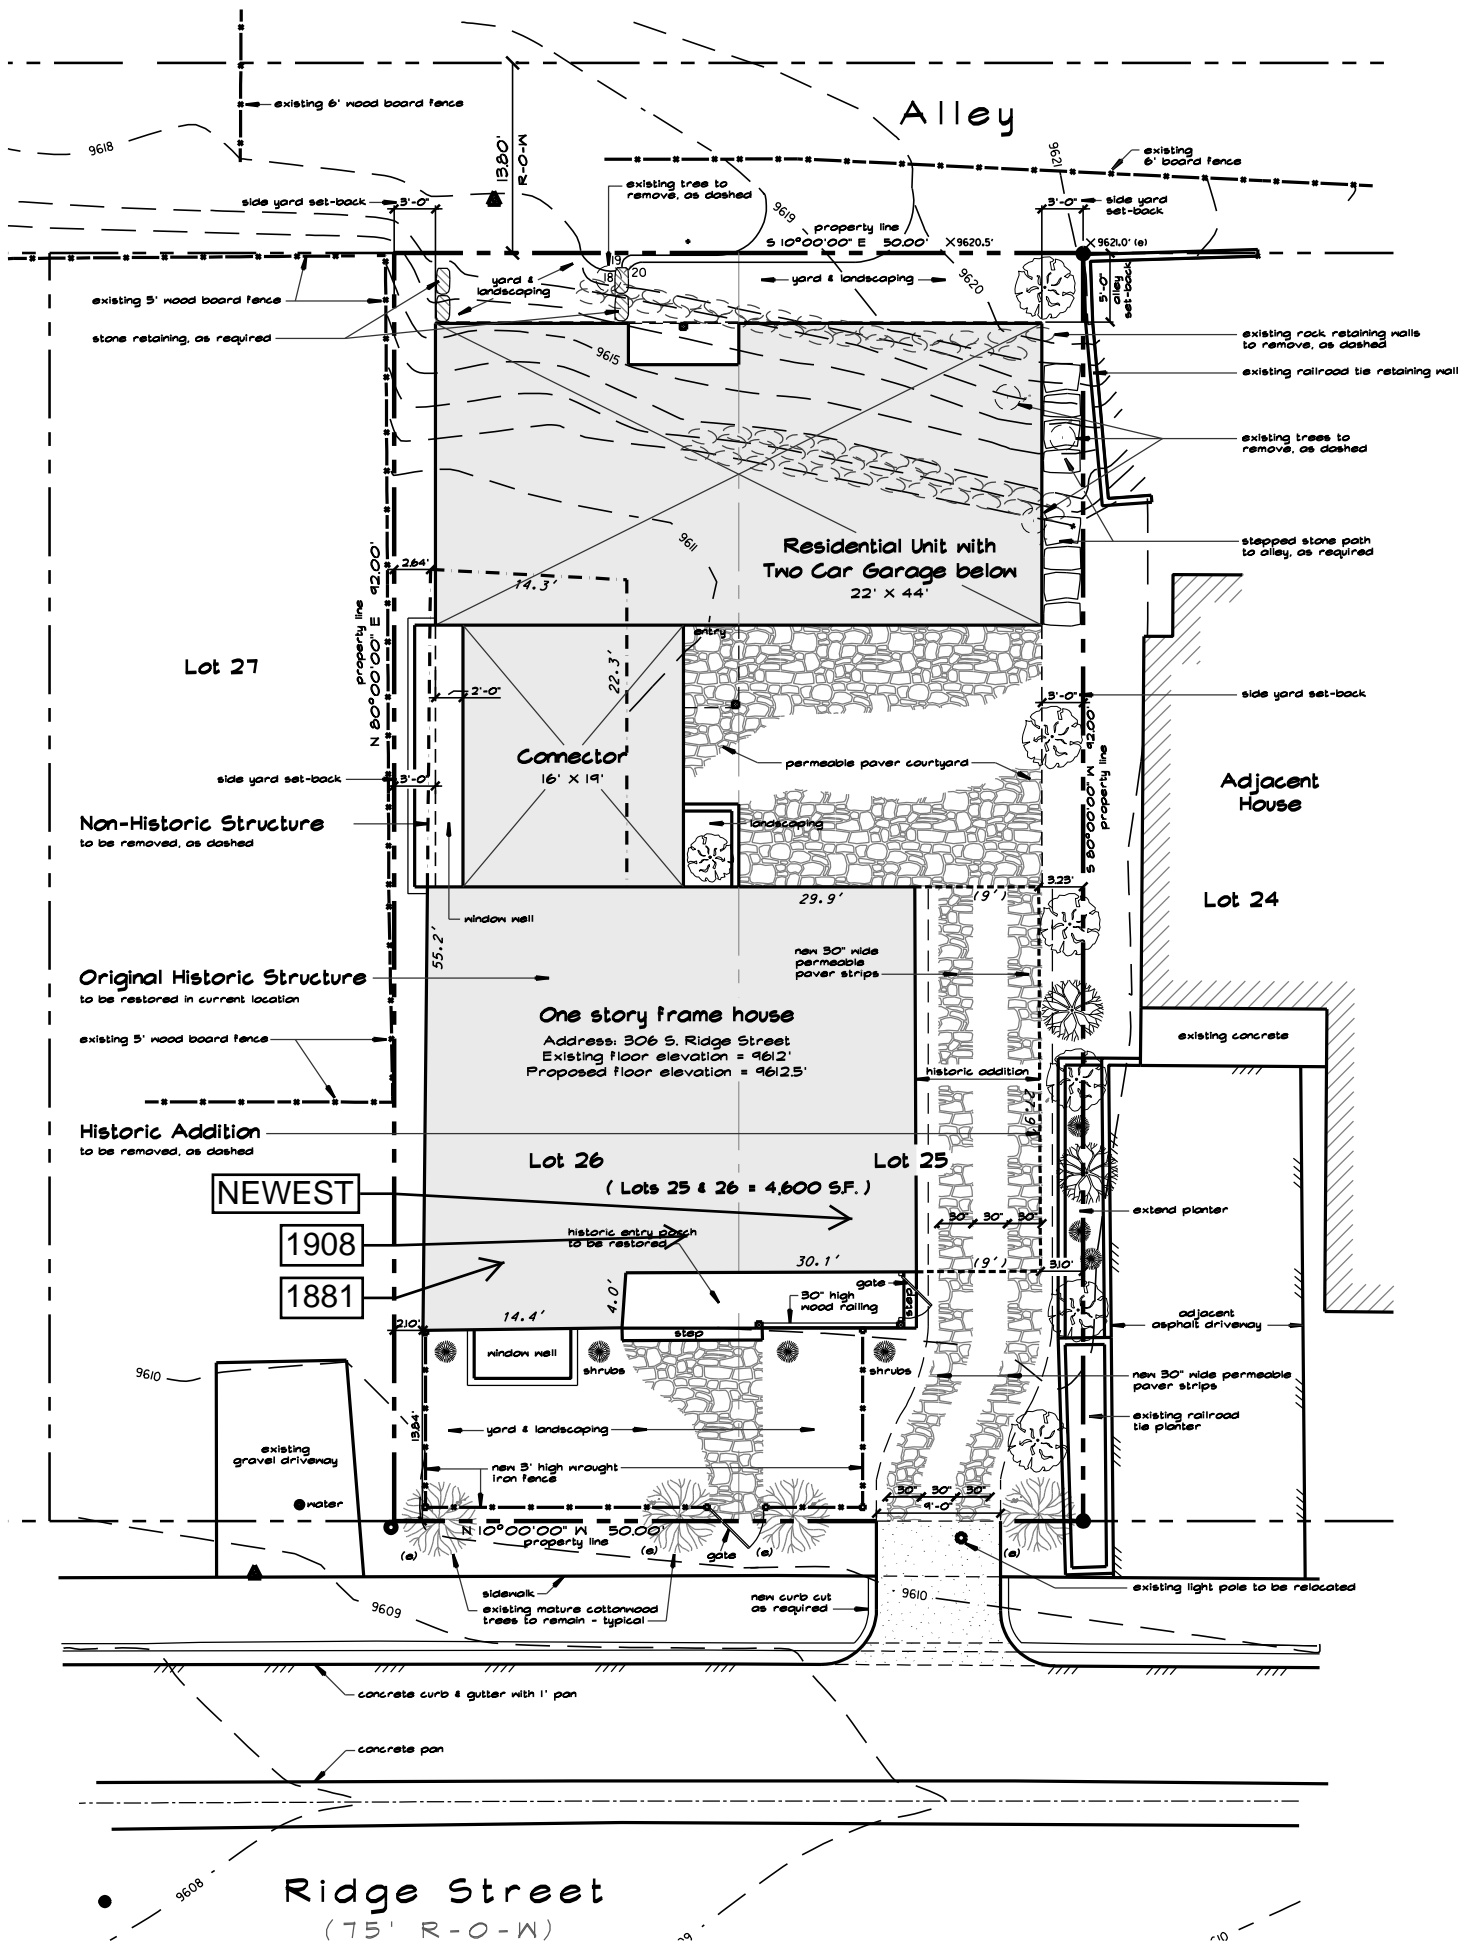 Alley
existing 6' wood board fence
9618
13.80'
R-O-W
9621
existing
6' board fence
existing tree to
remove, as dashed
side yard set-back
3'-0"
9619
property line
S 10°00'00" E 50.00'
9620.5'
3'-0"
side yard
set-back
9621.0' (e)
yard &
landscaping
19
18
20
yard & landscaping
9620
5'-0"
alley
set-back
existing 5' wood board fence
stone retaining, as required
9615
existing rock retaining walls
to remove, as dashed
existing railroad tie retaining wall
existing trees to
remove, as dashed
9611
Residential Unit with
Two Car Garage below
22' X 44'
stepped stone path
to alley, as required
2.64'
14.3'
property line
N 80°00'00" E 92.00'
entry
Lot 27
22.3'
2'-0"
3'-0"
side yard set-back
Connector
16' X 19'
permeable paver courtyard
S 80°00'00" W 92.00'
property line
Adjacent
House
side yard set-back
3'-0"
Non-Historic Structure
to be removed, as dashed
landscaping
3.23'
29.9'
(9')
Lot 24
window well
55.2'
new 30" wide
permeable
paver strips
Original Historic Structure
to be restored in current location
One story frame house
Address: 306 S. Ridge Street
Existing floor elevation = 9612'
Proposed floor elevation = 9612.5'
existing 5' wood board fence
existing concrete
historic addition
27.9'
Historic Addition
to be removed, as dashed
Lot 26
Lot 25
( Lots 25 & 26 = 4,600 S.F. )
NEWEST
1908
1881
historic entry porch
to be restored
30" 30" 30"
extend planter
30.1'
(9')
3.10'
4.0'
gate
30" high
wood railing
step
14.4'
2.10'
step
window well
shrubs
shrubs
adjacent
asphalt driveway
9610
new 30" wide permeable
paver strips
13.84'
yard & landscaping
existing railroad
tie planter
existing
gravel driveway
new 3' high wrought
iron fence
water
30" 30" 30"
9'-0"
N 10°00'00" W 50.00'
property line
(e)
(e)
gate
(e)
(e)
sidewalk
existing mature cottonwood
trees to remain - typical
new curb cut
as required
9610
existing light pole to be relocated
9609
concrete curb & gutter with 1' pan
concrete pan
9608
Ridge Street
(75' R-O-W)